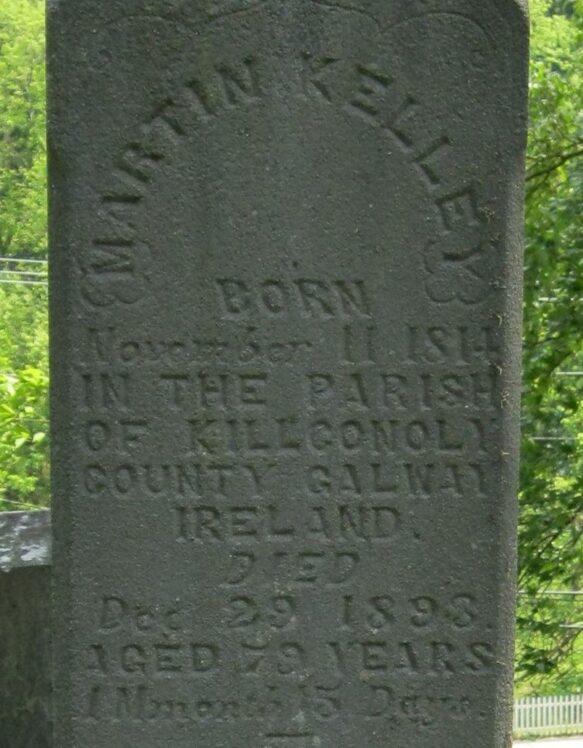 MARTIN KELLEY
BORN
November 11 1814
IN THE PARISH
OF KILLCONOLY
COUNTY GALWAY
IRELAND.
DIED
Dec 29 1893.
AGED 79 YEARS
1 Mmonth 15 Days.